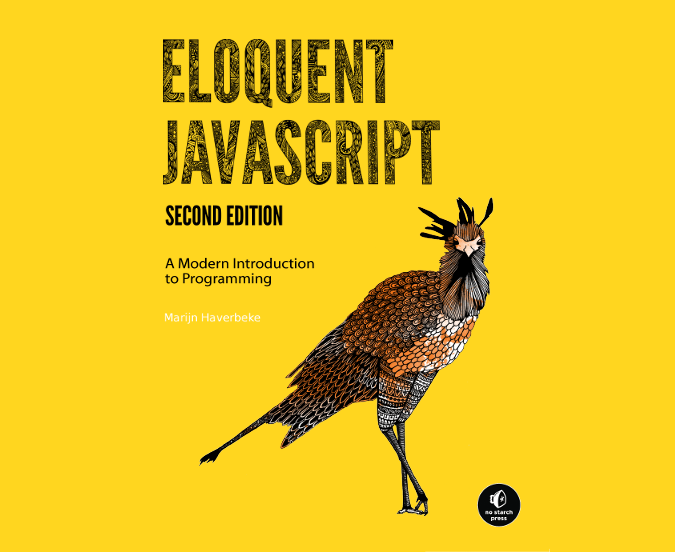 ELOQUENT
JAVASCRIPT
SECOND EDITION
A Modern Introduction
to Programming
Marijn Haverbeke
no starch
press